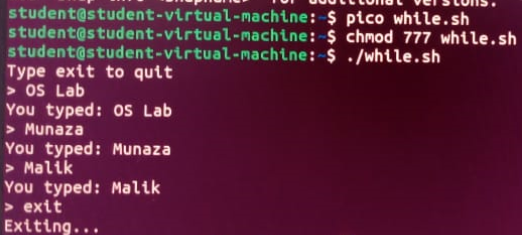 additional versions.
student@student-virtual-machine:~$ pico while.sh
student@student-virtual-machine:~$ chmod 777 while.sh
student@student-virtual-machine:~$ ./while.sh
Type exit to quit
> OS Lab
You typed: OS Lab
> Munaza
You typed: Munaza
> Malik
You typed: Malik
> exit
Exiting...